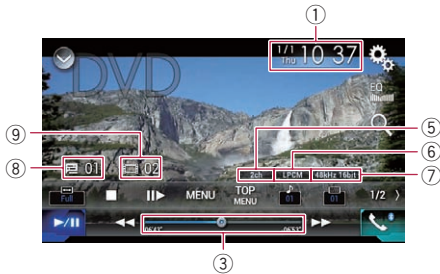 ①
DVD
1/1
Thu
10 37
EQ
⑨
⑤
⑥
⑧
01
02
2ch
LPCM
48kHz 16bit
⑦
Full
MENU
TOP
MENU
01
01
1/2
③